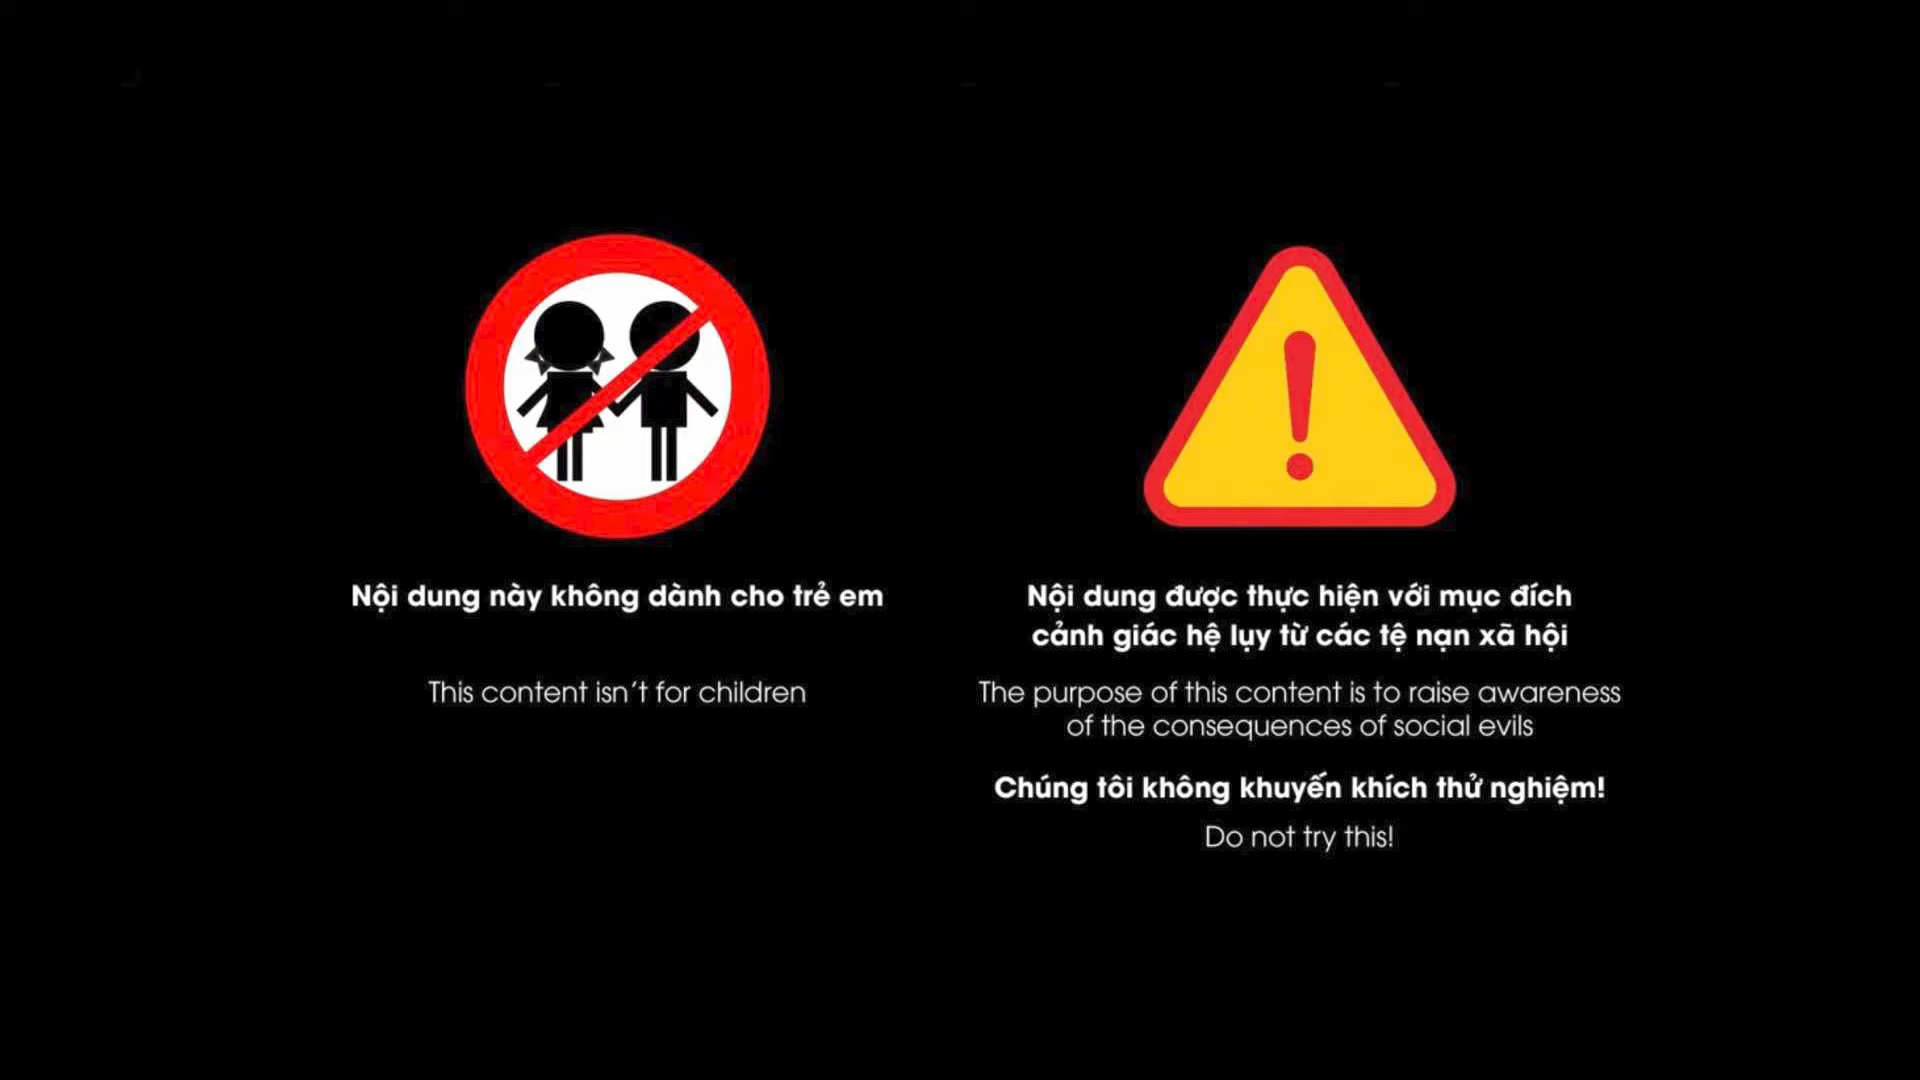 Nội dung này không dành cho trẻ em
This content isn't for children
Nội dung được thực hiện với mục đích
cảnh giác hệ lụy từ các tệ nạn xã hội
The purpose of this content is to raise awareness
of the consequences of social evils
Chúng tôi không khuyến khích thử nghiệm!
Do not try this!